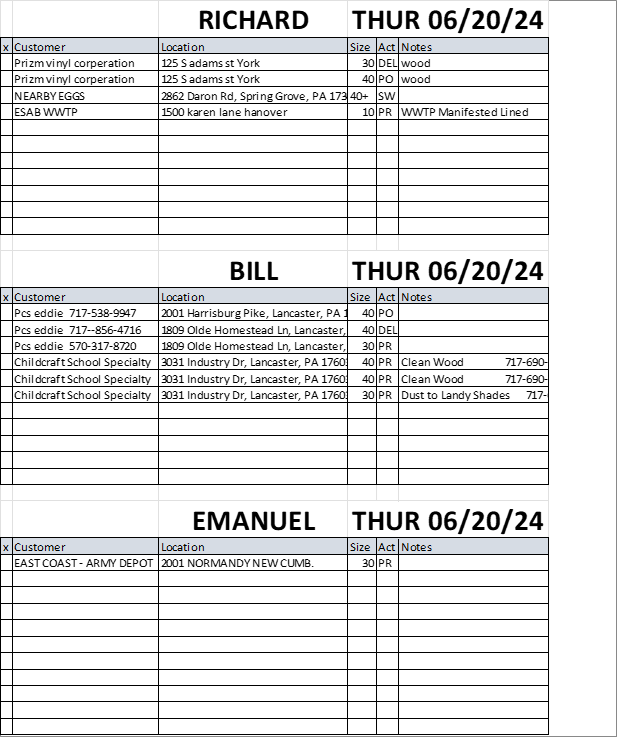 RICHARD THUR 06/20/24
x Customer Location Size Act Notes
Prizm vinyl corperation 125 S adams st York 30 DEL wood
Prizm vinyl corperation 125 S adams st York 40 PO wood
NEARBY EGGS 2862 Daron Rd, Spring Grove, PA 173 40+ SW
ESAB WWTP 1500 karen lane hanover 10 PR WWTP Manifested Lined
BILL THUR 06/20/24
x Customer Location Size Act Notes
Pcs eddie 717-538-9947 2001 Harrisburg Pike, Lancaster, PA 1 40 PO
Pcs eddie 717--856-4716 1809 Olde Homestead Ln, Lancaster, 40 DEL
Pcs eddie 570-317-8720 1809 Olde Homestead Ln, Lancaster, 30 PR
Childcraft School Specialty 3031 Industry Dr, Lancaster, PA 1760 40 PR Clean Wood 717-690-
Childcraft School Specialty 3031 Industry Dr, Lancaster, PA 1760 40 PR Clean Wood 717-690-
Childcraft School Specialty 3031 Industry Dr, Lancaster, PA 1760 30 PR Dust to Landy Shades 717-
EMANUEL THUR 06/20/24
x Customer Location Size Act Notes
EAST COAST - ARMY DEPOT 2001 NORMANDY NEW CUMB. 30 PR